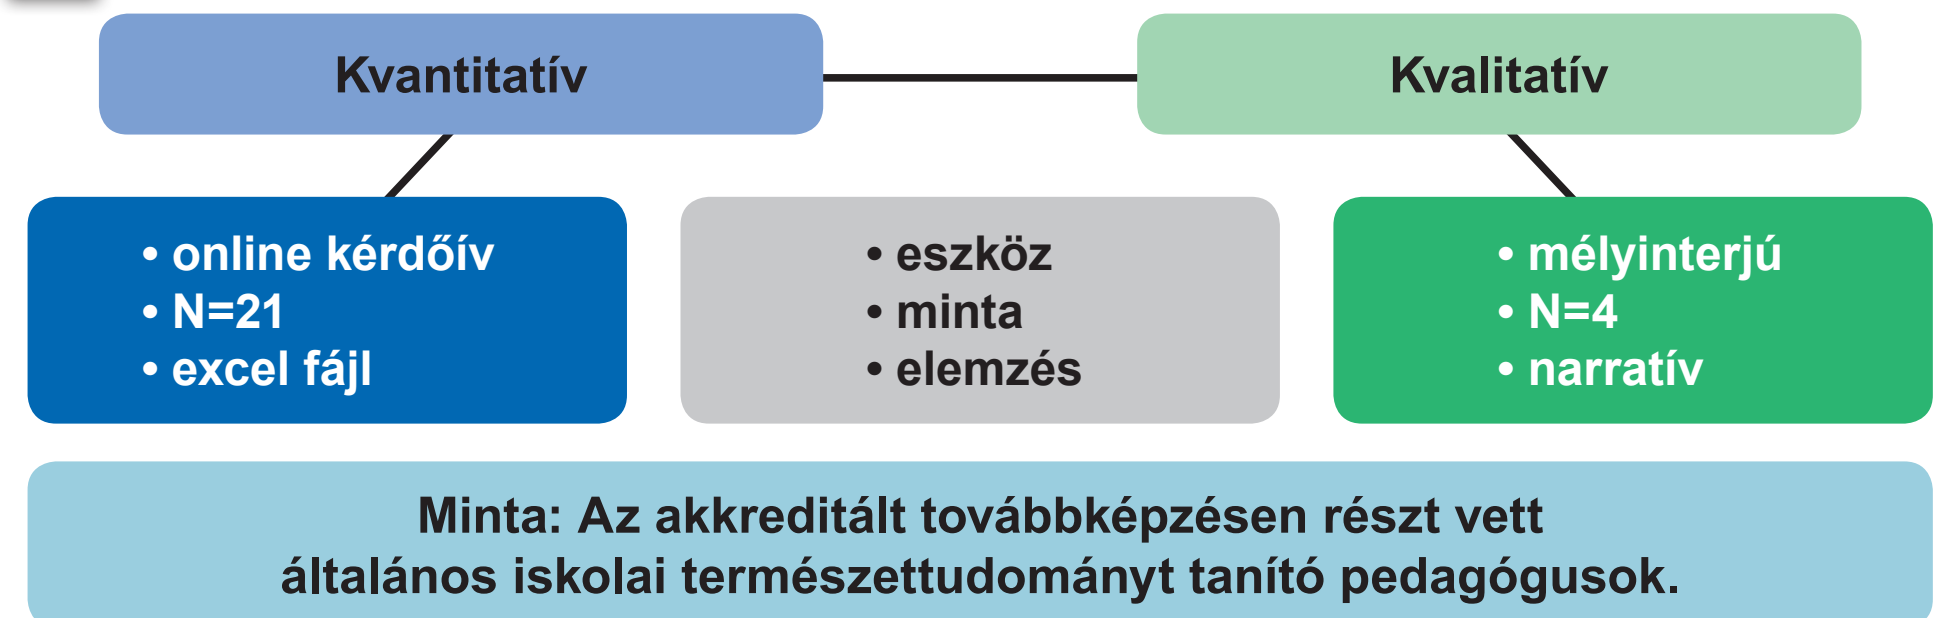 Kvantitatív
Kvalitatív
• online kérdőív
• N=21
• excel fájl
• eszköz
• minta
• elemzés
• mélyinterjú
• N=4
• narratív
Minta: Az akkreditált továbbképzésen részt vett
általános iskolai természettudományt tanító pedagógusok.